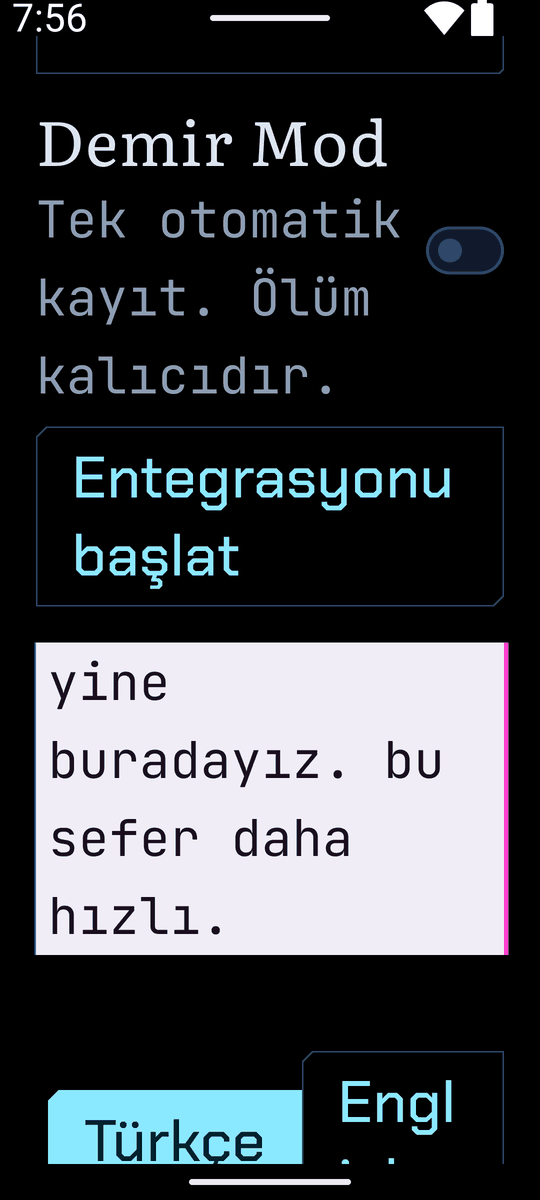 7:56
Demir Mod
Tek otomatik
kayıt. Ölüm
kalıcıdır.
Entegrasyonu
başlat
yine
buradayız. bu
sefer daha
hızlı.
Türkçe
Engl